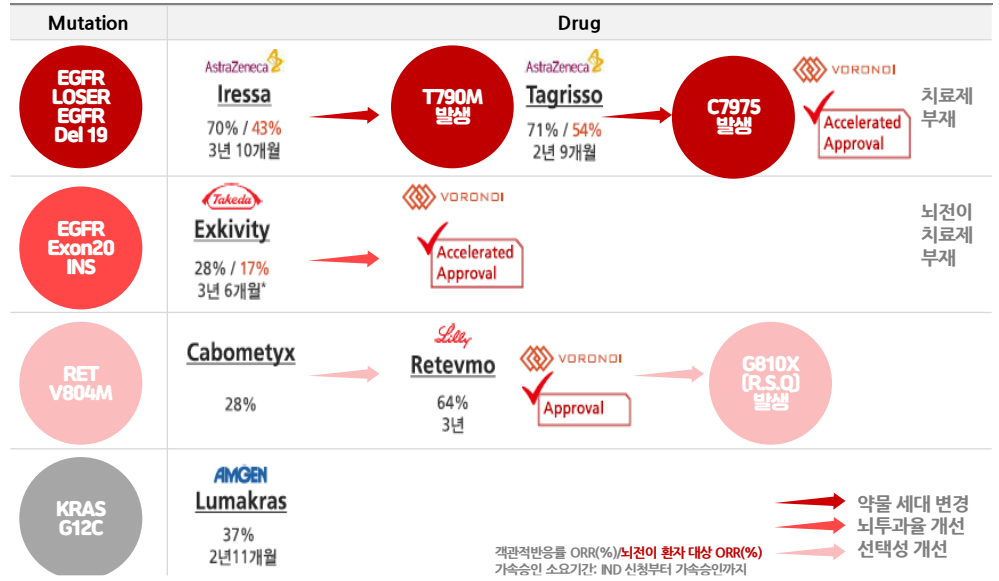 Mutation
Drug
EGFR
LOSER
EGFR
Del 19
AstraZeneca
Iressa
70% / 43%
3년 10개월
T790M
발생
AstraZeneca
Tagrisso
71% / 54%
2년 9개월
C7975
발생
VORONOI
Accelerated
Approval
치료제
부재
EGFR
Exon20
INS
Takeda
Exkivity
28% / 17%
3년 6개월*
VORONOI
Accelerated
Approval
뇌전이
치료제
부재
RET
V804M
Cabometyx
28%
Lilly
Retevmo
64%
3년
VORONOI
Approval
G810X
(R.S.Q)
발생
KRAS
G12C
AMGEN
Lumakras
37%
2년11개월
약물 세대 변경
뇌투과율 개선
선택성 개선
객관적반응률 ORR(%)/뇌전이 환자 대상 ORR(%)
가속승인 소요기간: IND 신청부터 가속승인까지